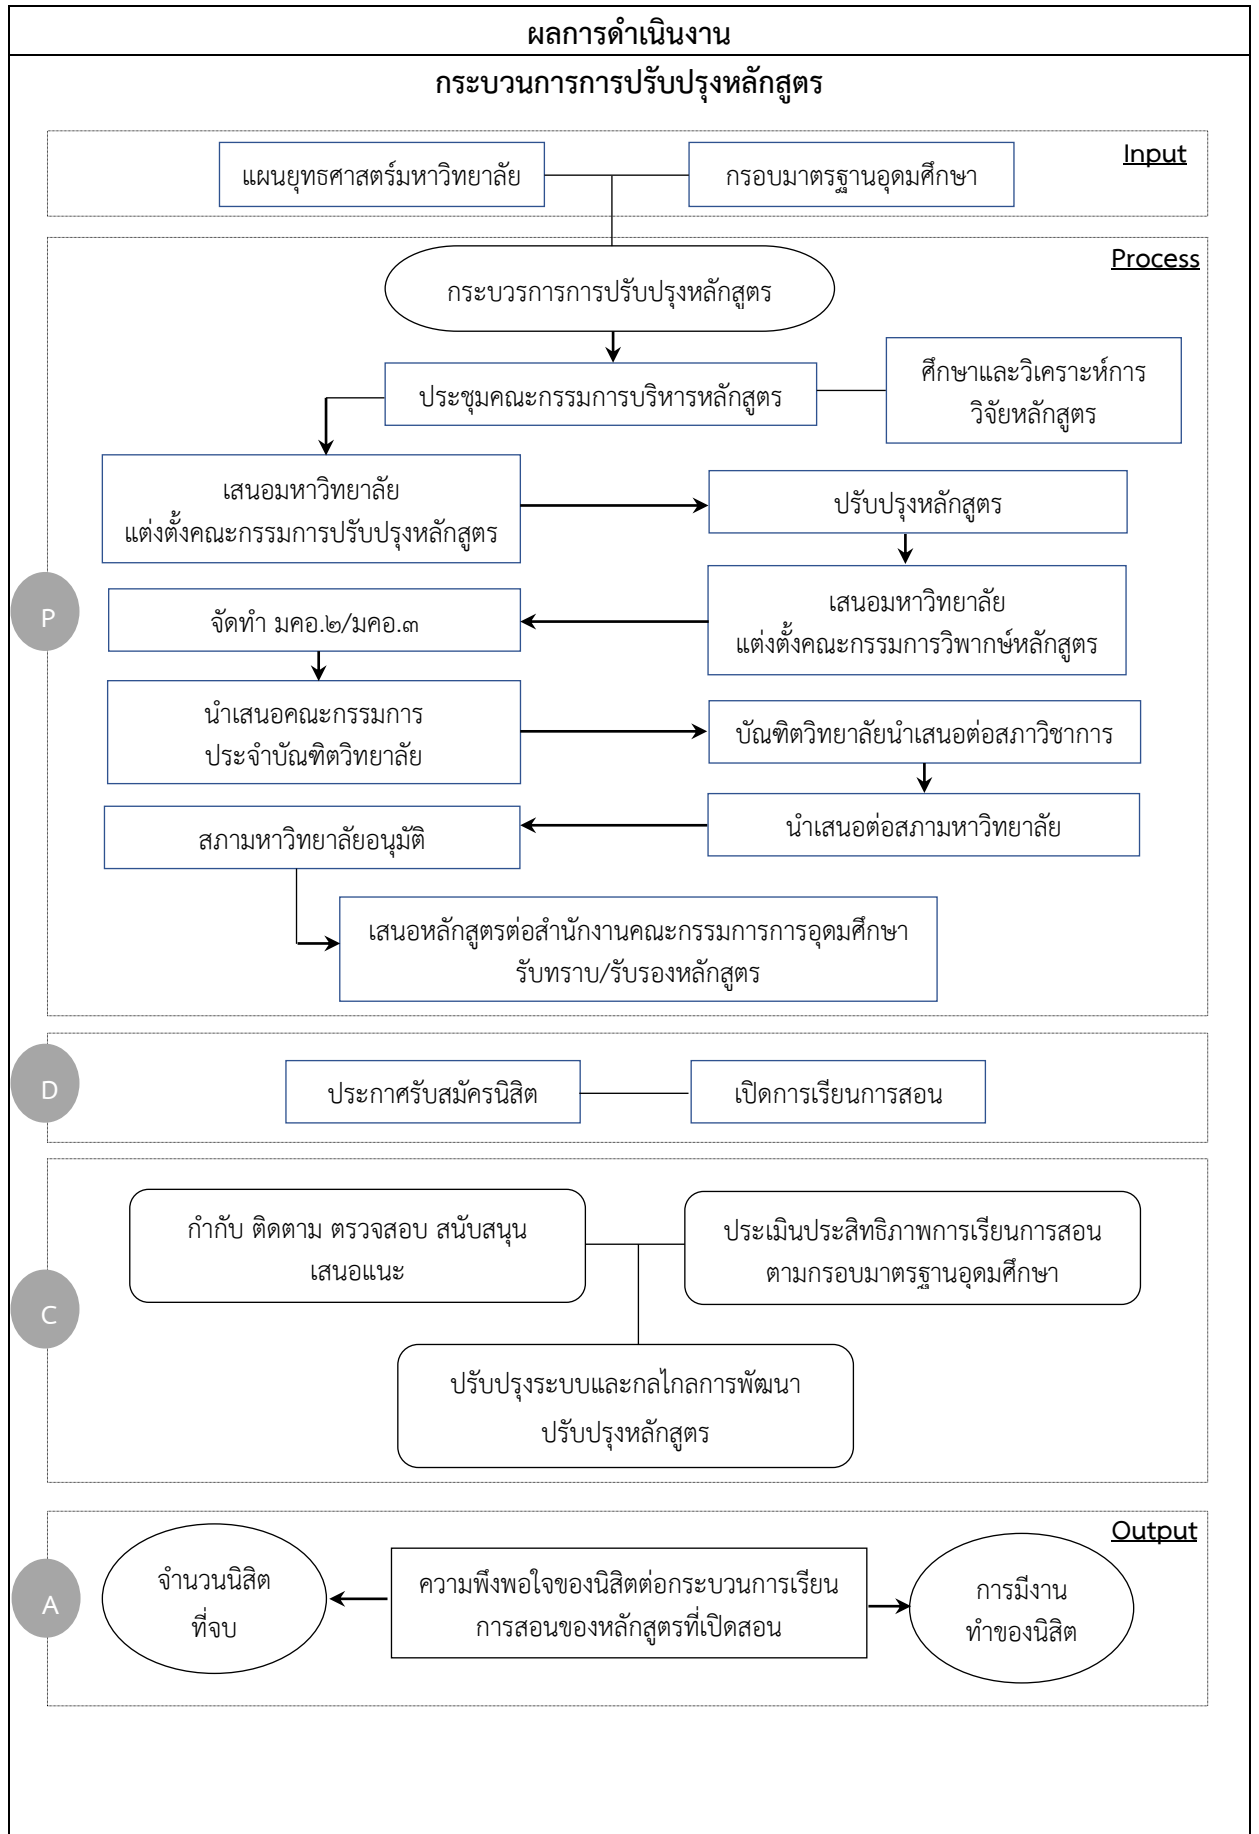 ผลการดำเนินงาน
กระบวนการการปรับปรุงหลักสูตร
Input
แผนยุทธศาสตร์มหาวิทยาลัย
กรอบมาตรฐานอุดมศึกษา
Process
กระบวรการการปรับปรุงหลักสูตร
ประชุมคณะกรรมการบริหารหลักสูตร
ศึกษาและวิเคราะห์การ
วิจัยหลักสูตร
เสนอมหาวิทยาลัย
แต่งตั้งคณะกรรมการปรับปรุงหลักสูตร
ปรับปรุงหลักสูตร
P
จัดทำ มคอ.๒/มคอ.๓
เสนอมหาวิทยาลัย
แต่งตั้งคณะกรรมการวิพากษ์หลักสูตร
นำเสนอคณะกรรมการ
ประจำบัณฑิตวิทยาลัย
บัณฑิตวิทยาลัยนำเสนอต่อสภาวิชาการ
สภามหาวิทยาลัยอนุมัติ
นำเสนอต่อสภามหาวิทยาลัย
เสนอหลักสูตรต่อสำนักงานคณะกรรมการการอุดมศึกษา
รับทราบ/รับรองหลักสูตร
D
ประกาศรับสมัครนิสิต
เปิดการเรียนการสอน
กำกับ ติดตาม ตรวจสอบ สนับสนุน
เสนอแนะ
ประเมินประสิทธิภาพการเรียนการสอน
ตามกรอบมาตรฐานอุดมศึกษา
C
ปรับปรุงระบบและกลไกลการพัฒนา
ปรับปรุงหลักสูตร
Output
A
จำนวนนิสิต
ที่จบ
ความพึงพอใจของนิสิตต่อกระบวนการเรียน
การสอนของหลักสูตรที่เปิดสอน
การมีงาน
ทำของนิสิต